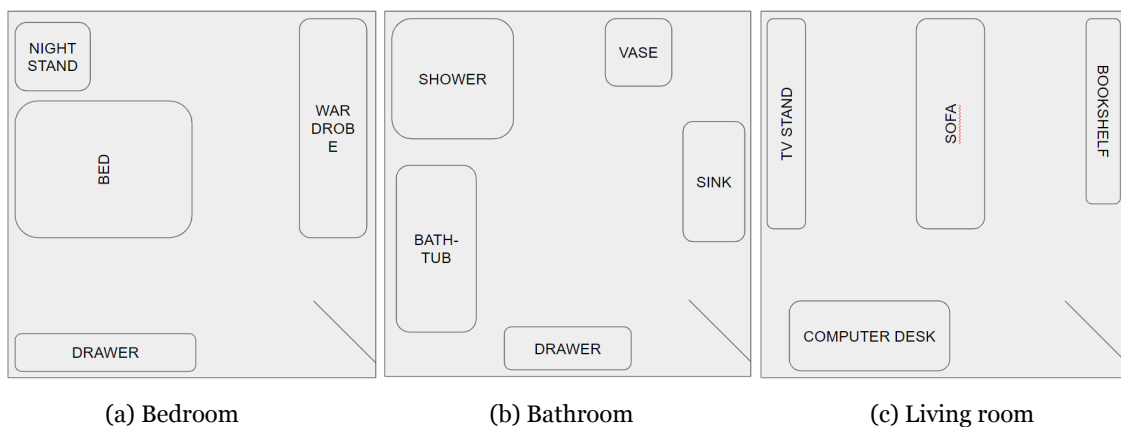 NIGHT
STAND
BED
WAR
DROB
E
DRAWER
SHOWER
VASE
SINK
BATH-
TUB
DRAWER
TV STAND
SOFA
BOOKSHELF
COMPUTER DESK
(a) Bedroom
(b) Bathroom
(c) Living room